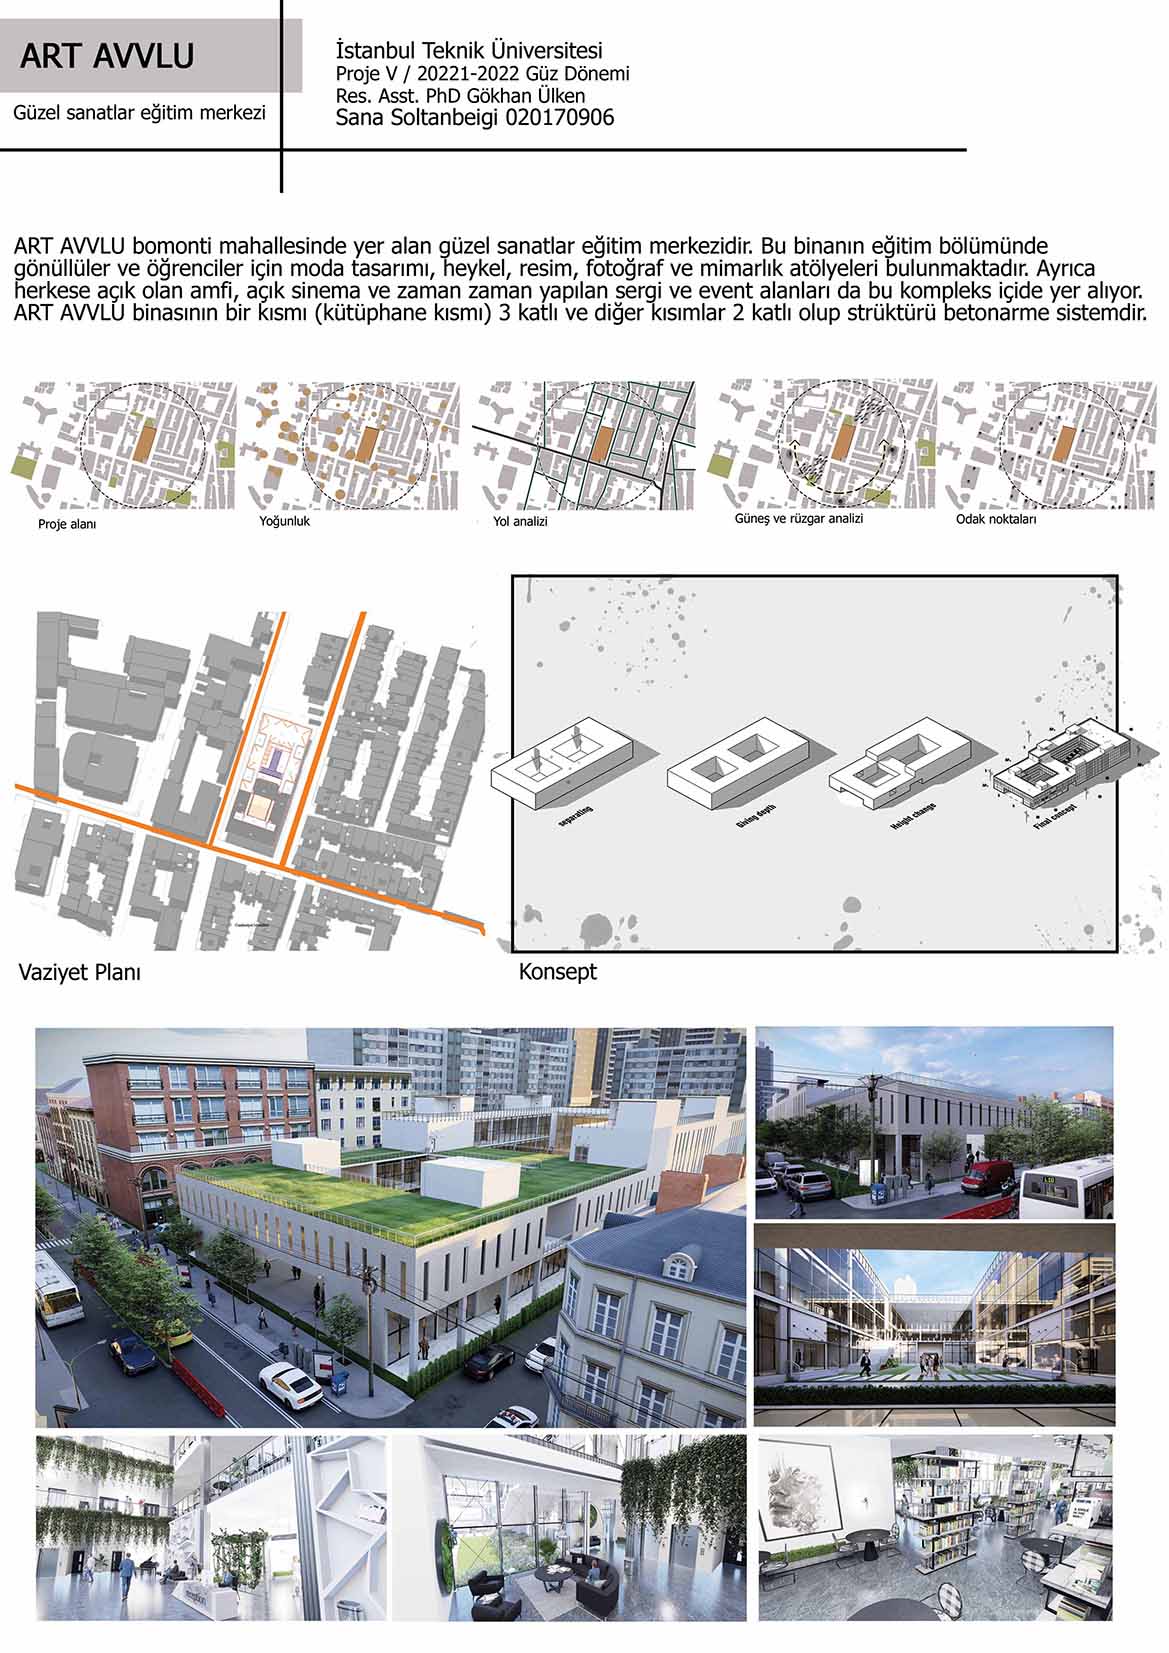 ART AVVLU
Güzel sanatlar eğitim merkezi
İstanbul Teknik Üniversitesi
Proje V / 20221-2022 Güz Dönemi
Res. Asst. PhD Gökhan Ülken
Sana Soltanbeigi 020170906
ART AVVLU bomonti mahallesinde yer alan güzel sanatlar eğitim merkezidir. Bu binanın eğitim bölümünde
gönüllüler ve öğrenciler için moda tasarımı, heykel, resim, fotoğraf ve mimarlık atölyeleri bulunmaktadır. Ayrıca
herkese açık olan amfi, açık sinema ve zaman zaman yapılan sergi ve event alanları da bu kompleks içide yer alıyor.
ART AVVLU binasının bir kısmı (kütüphane kısmı) 3 katlı ve diğer kısımlar 2 katlı olup strüktürü betonarme sistemdir.
Proje alanı
Yoğunluk
Yol analizi
Güneş ve rüzgar analizi
Odak noktaları
separating
Giving depth
Height change
Final concept
Vaziyet Planı
Konsept
Reception